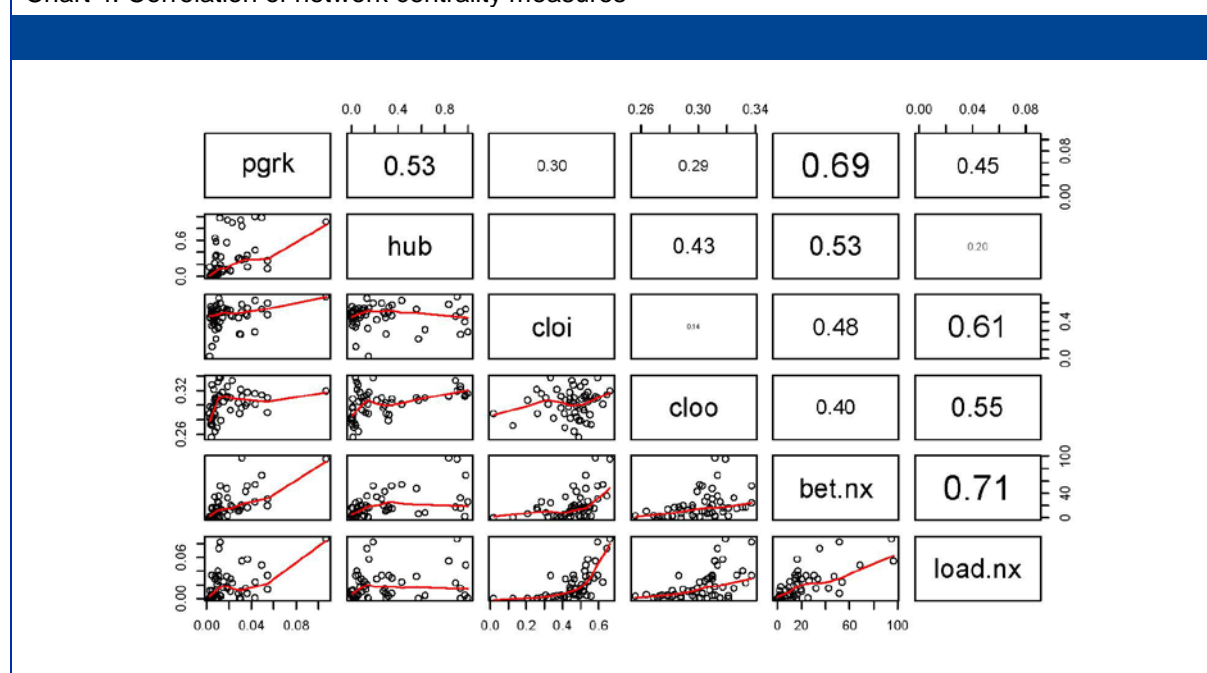 Chart 4: Correlation of network centrality measures
0.0 0.4 0.8 0.26 0.30 0.34 0.00 0.04 0.08
pgrk 0.53 0.30 0.29 0.69 0.45 0.00 0.08
0.0 0.6 hub 0.43 0.53 0.20
cloi 0.14 0.48 0.61 0.0 0.4
0.26 0.32 cloo 0.40 0.55
bet.nx 0.71 0 40 100
0.00 0.06 load.nx
0.00 0.04 0.08 0.0 0.2 0.4 0.6 0 20 60 100